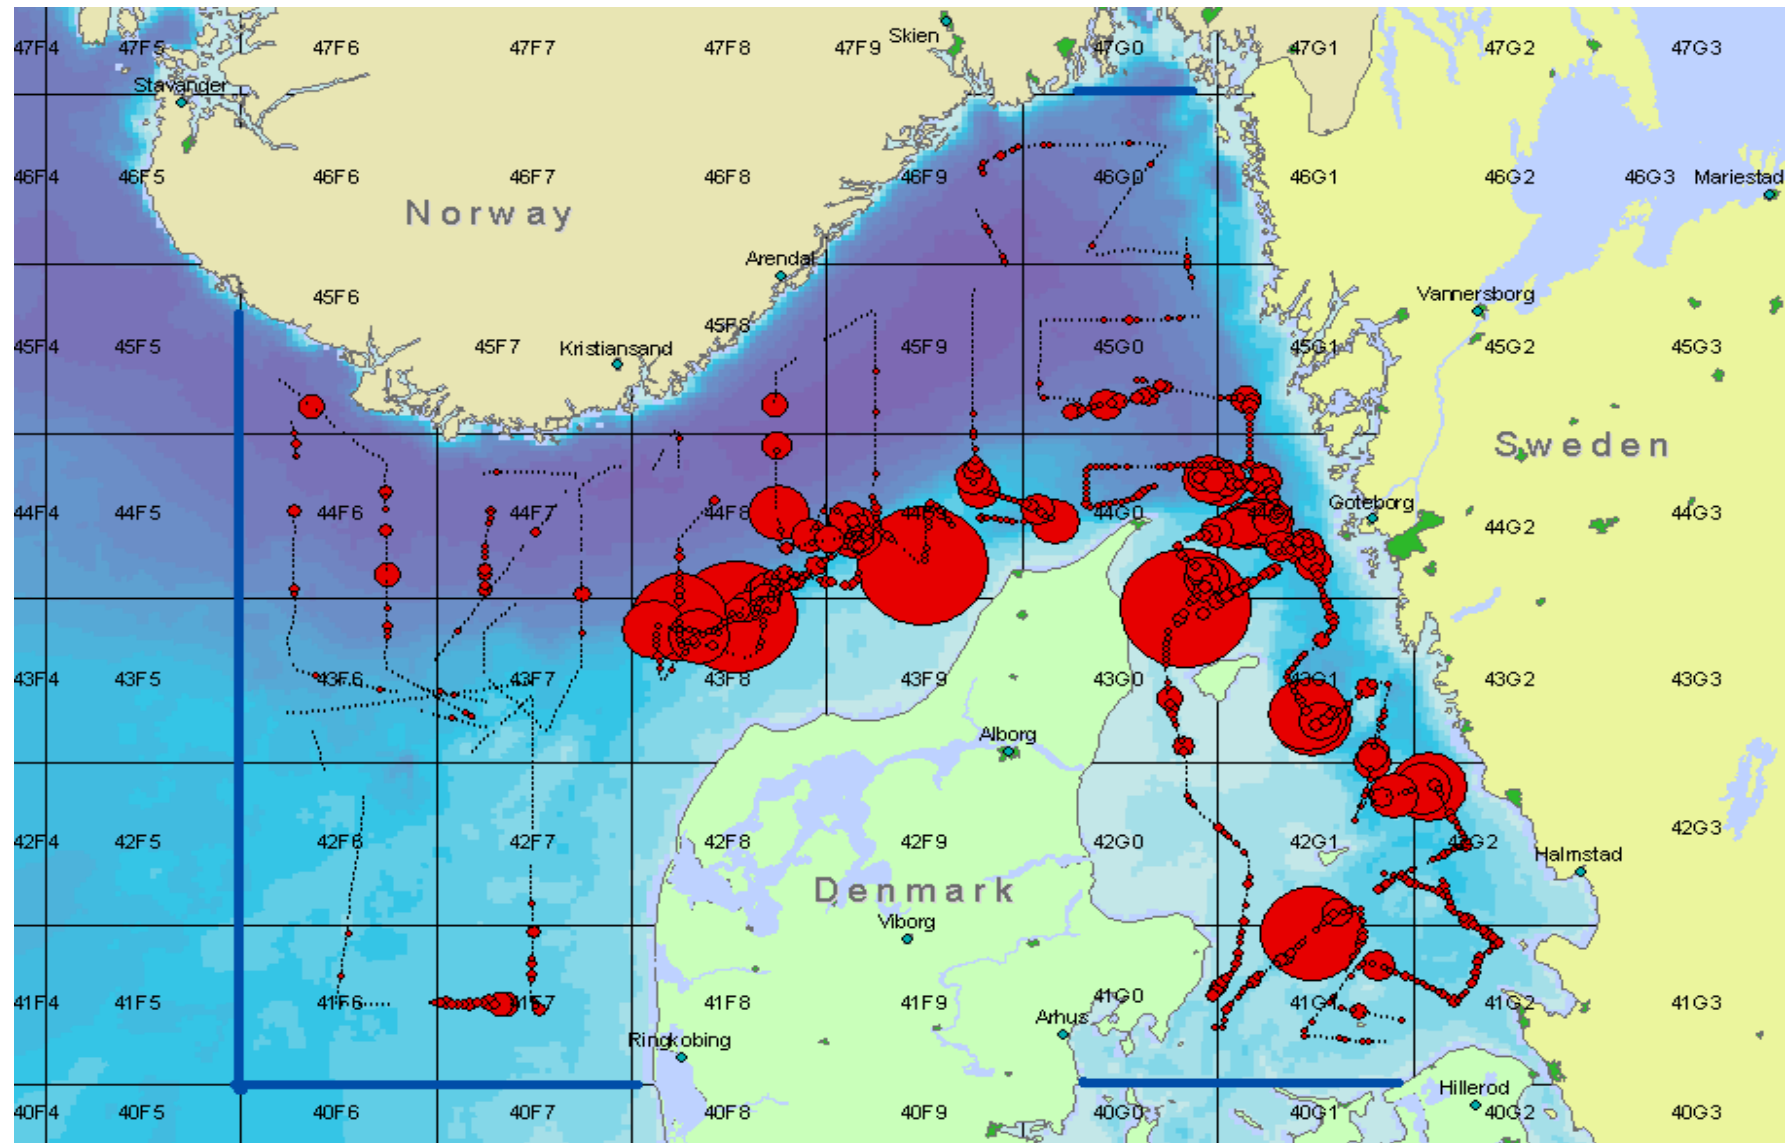 47F4 47F5 47F6 47F7 47F8 47F9 Skien 47G0 47G1 47G2 47G3
Stavanger
46F4 46F5 46F6 46F7 46F8 46F9 46G0 46G1 46G2 46G3 Mariestad
Norway
Arendal
45F6 Vannersborg
45F8
45F4 45F5 45F7 Kristiansand 45F9 45G0 45G1 45G2 45G3
Sweden
Goteborg
44F4 44F5 44F6 44F7 44F8 44F9 44G0 44G1 44G2 44G3
43F4 43F5 43F6 43F7 43F8 43F9 43G0 43G1 43G2 43G3
Alborg
42F4 42F5 42F6 42F7 42F8 42F9 42G0 42G1 42G2 42G3
Halmstad
Denmark
Viborg
41F4 41F5 41F6 41F7 41F8 41F9 41G0 41G1 41G2 41G3
Arhus
Ringkobing
Hillerod
40F4 40F5 40F6 40F7 40F8 40F9 40G0 40G1 40G2 40G3